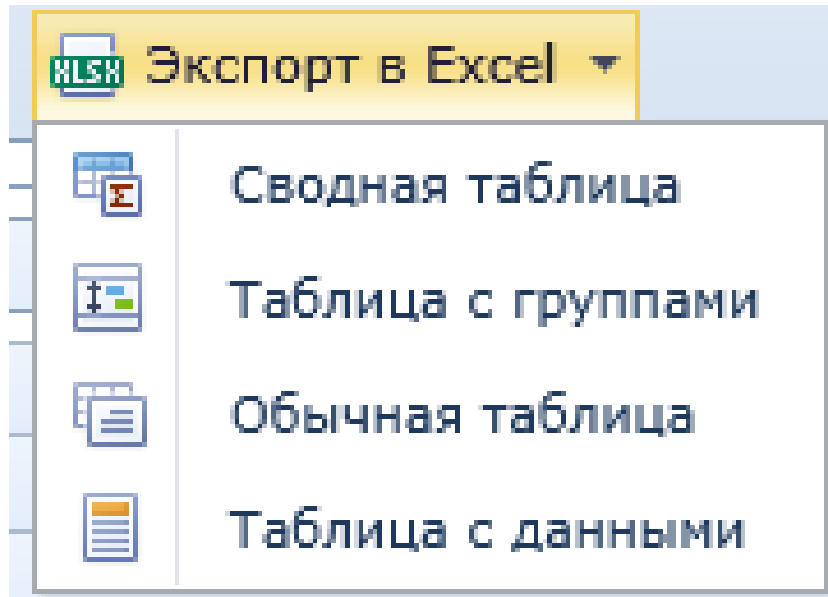 XLSX Экспорт в Excel
Сводная таблица
Таблица с группами
Обычная таблица
Таблица с данными